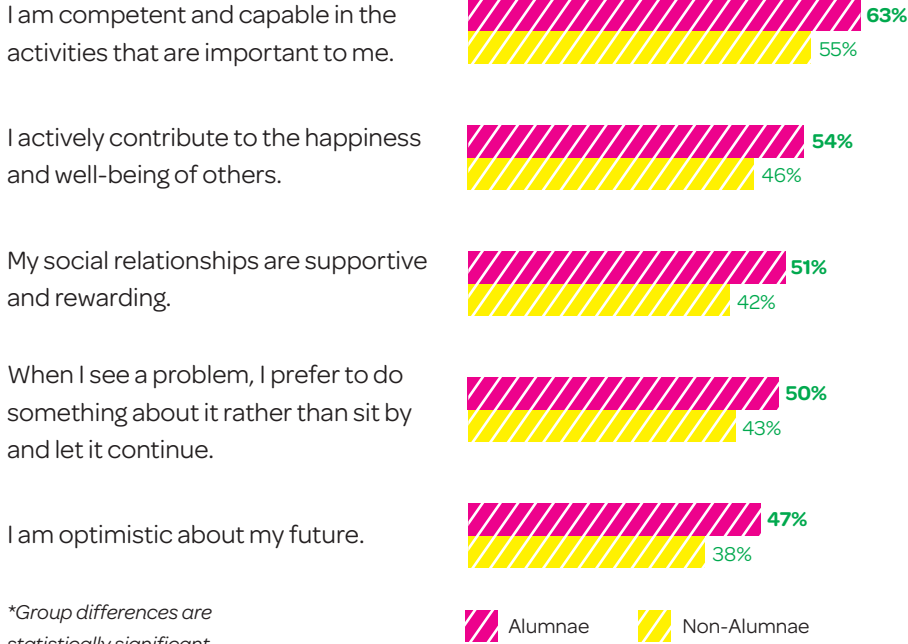 I am competent and capable in the
activities that are important to me.
63%
55%
I actively contribute to the happiness
and well-being of others.
54%
46%
My social relationships are supportive
and rewarding.
51%
42%
When I see a problem, I prefer to do
something about it rather than sit by
and let it continue.
50%
43%
I am optimistic about my future.
47%
38%
*Group differences are
statistically significant
Alumnae
Non-Alumnae